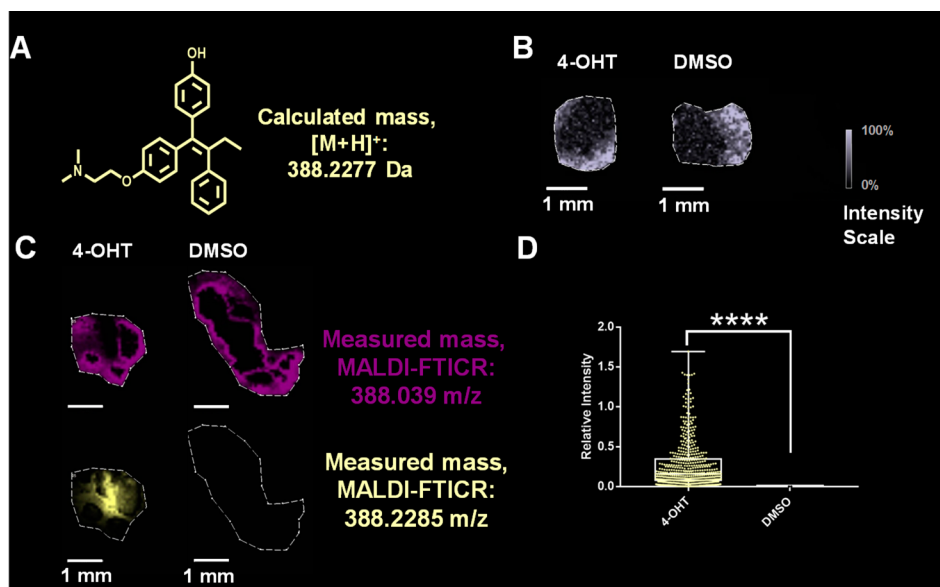 A
OH
N
O
Calculated mass,
[M+H]⁺:
388.2277 Da
B
4-OHT DMSO
1 mm 1 mm
100%
0%
Intensity
Scale
C
4-OHT DMSO
Measured mass,
MALDI-FTICR:
388.039 m/z
Measured mass,
MALDI-FTICR:
388.2285 m/z
1 mm 1 mm
D
****
Relative Intensity
2.0
1.5
1.0
0.5
0.0
4-OHT DMSO